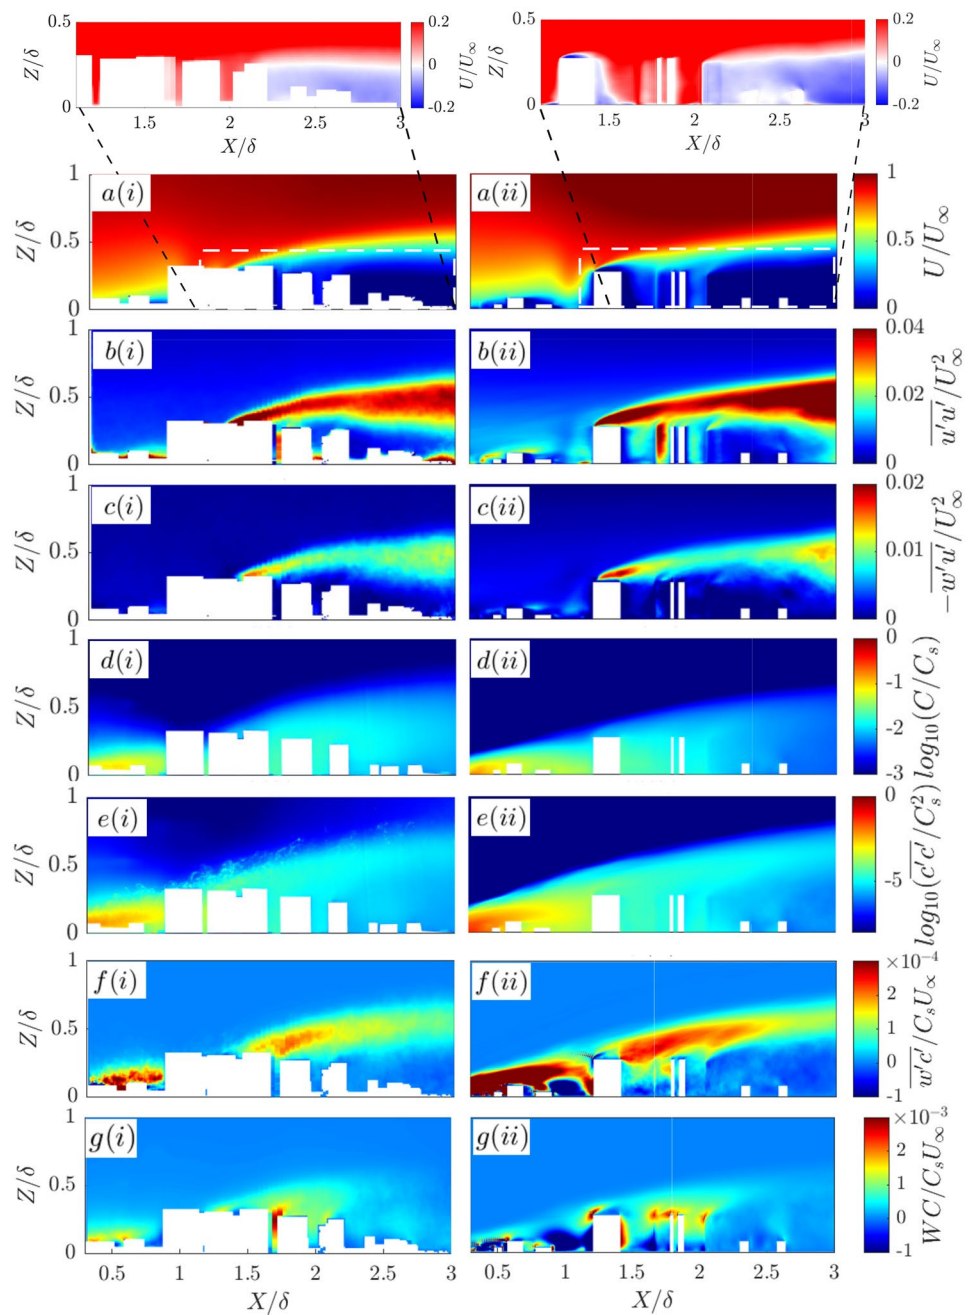 0.5
Z/δ
0
1.5
2
2.5
3
X/δ
0.2
0
-0.2
U/U∞
0.5
Z/δ
0
1.5
2
2.5
3
X/δ
0.2
0
-0.2
U/U∞
1
Z/δ
0.5
0
a(i)
a(ii)
1
0
U/U∞
1
Z/δ
0.5
0
b(i)
b(ii)
0.04
0.02
0
u'u'/U²∞
1
Z/δ
0.5
0
c(i)
c(ii)
0.02
0.01
0
−w'u'/U²∞
1
Z/δ
0.5
0
d(i)
d(ii)
0
-1
-2
-3
log10(C/Cs)
1
Z/δ
0.5
0
e(i)
e(ii)
0
-5
log10(c'c'/C²s)
1
Z/δ
0.5
0
f(i)
f(ii)
×10⁻⁴
2
1
0
-1
w'c'/CsU∝
1
Z/δ
0.5
0
g(i)
g(ii)
×10⁻³
2
1
0
-1
WC/CsU∞
0.5
1
1.5
2
2.5
3
X/δ
0.5
1
1.5
2
2.5
3
X/δ